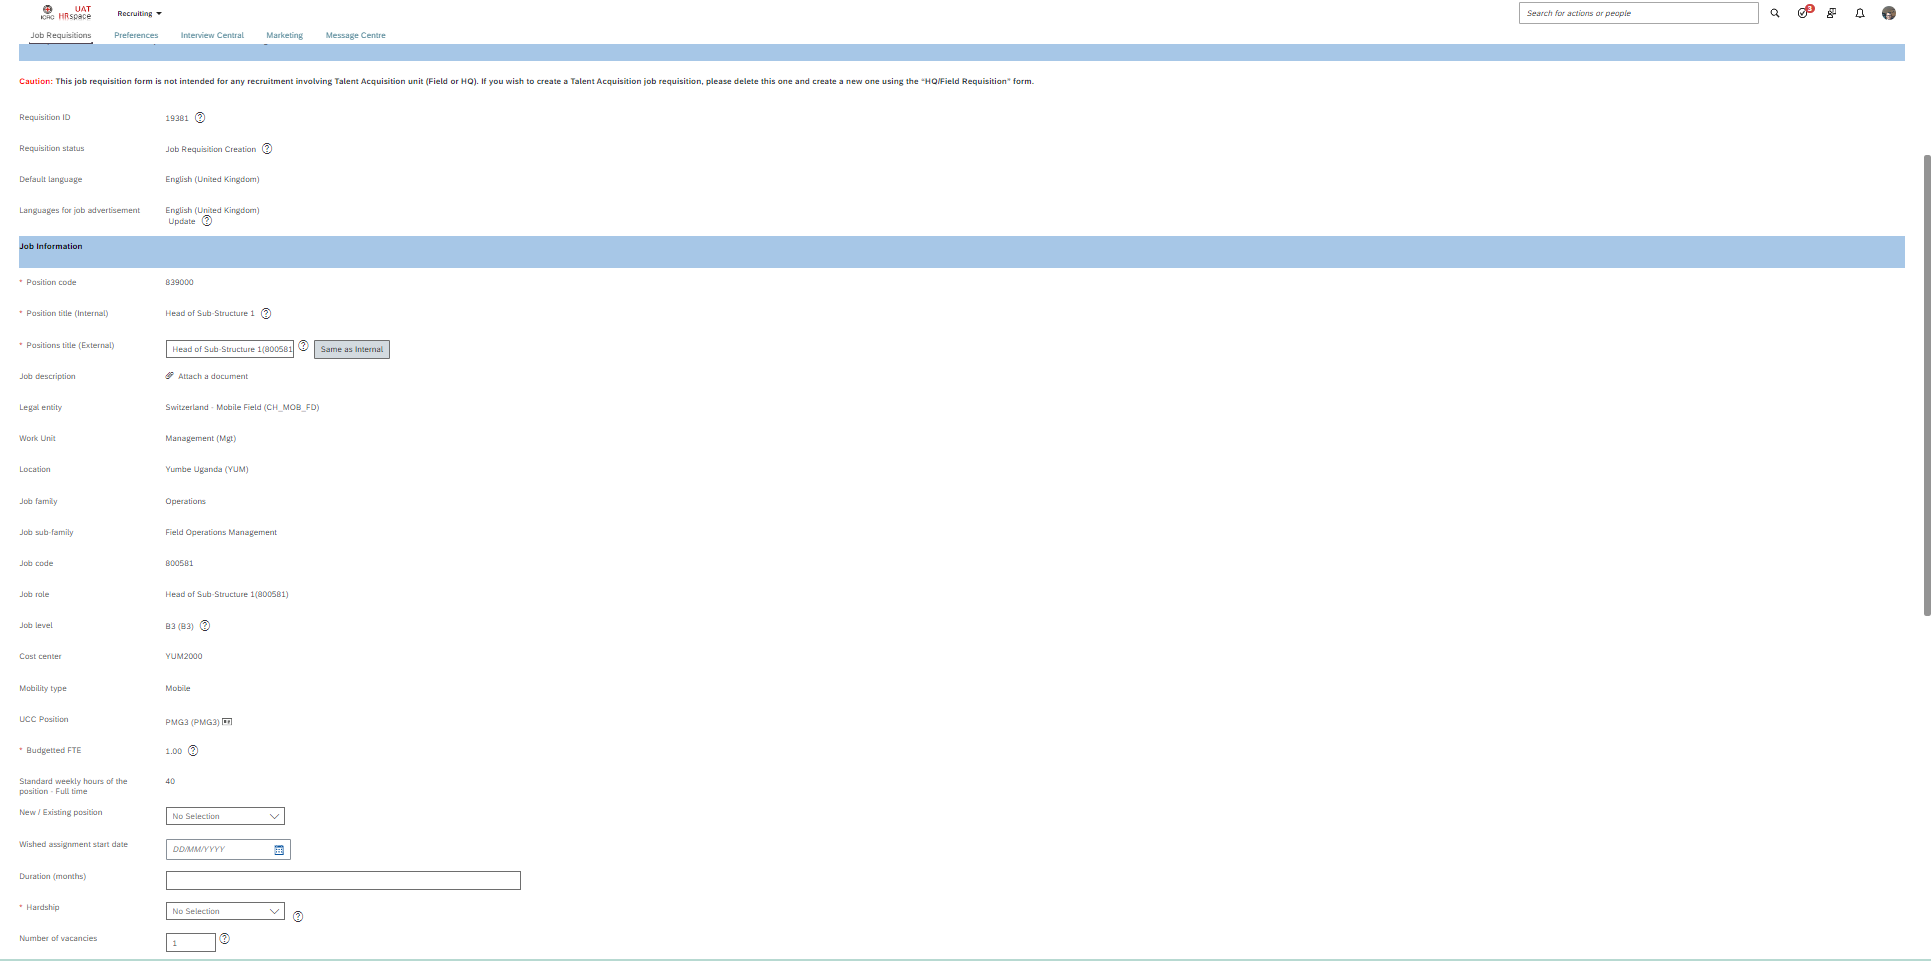 ICRC
UAT
HRspace
Recruiting
Search for actions or people
3
Job Requisitions
Preferences
Interview Central
Marketing
Message Centre
Caution: This job requisition form is not intended for any recruitment involving Talent Acquisition unit (Field or HQ). If you wish to create a Talent Acquisition job requisition, please delete this one and create a new one using the "HQ/Field Requisition" form.
Requisition ID
19381
Requisition status
Job Requisition Creation
Default language
English (United Kingdom)
Languages for job advertisement
English (United Kingdom)
Update
Job Information
* Position code
839000
* Position title (Internal)
Head of Sub-Structure 1
* Positions title (External)
Head of Sub-Structure 1(800581
Same as Internal
Job description
Attach a document
Legal entity
Switzerland - Mobile Field (CH_MOB_FD)
Work Unit
Management (Mgt)
Location
Yumbe Uganda (YUM)
Job family
Operations
Job sub-family
Field Operations Management
Job code
800581
Job role
Head of Sub-Structure 1(800581)
Job level
B3 (B3)
Cost center
YUM2000
Mobility type
Mobile
UCC Position
PMG3 (PMG3)
* Budgetted FTE
1.00
Standard weekly hours of the
position - Full time
40
New / Existing position
No Selection
Wished assignment start date
DD/MM/YYYY
Duration (months)
* Hardship
No Selection
Number of vacancies
1